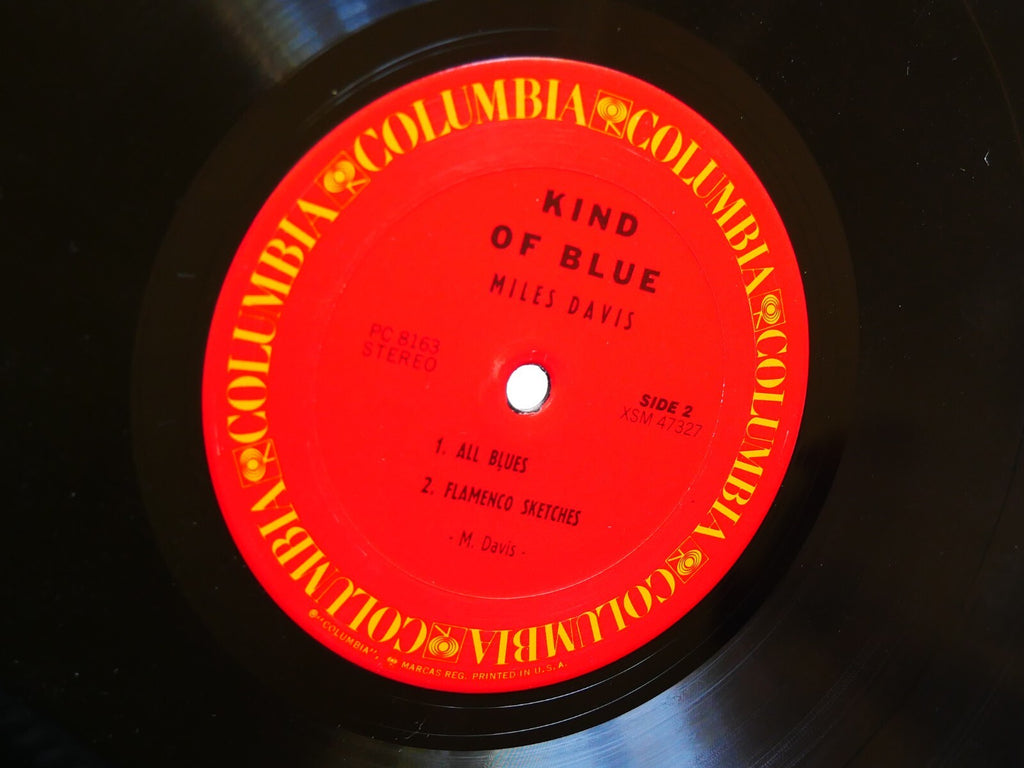 COLUMBIA COLUMBIA COLUMBIA COLUMBIA COLUMBIA COLUMBIA
KIND
OF BLUE
MILES DAVIS
PC 8163
STEREO
SIDE 2
XSM 47327
1. ALL BLUES
2. FLAMENCO SKETCHES
- M. Davis -
"COLUMBIA", MARCAS REG. PRINTED IN U.S.A.